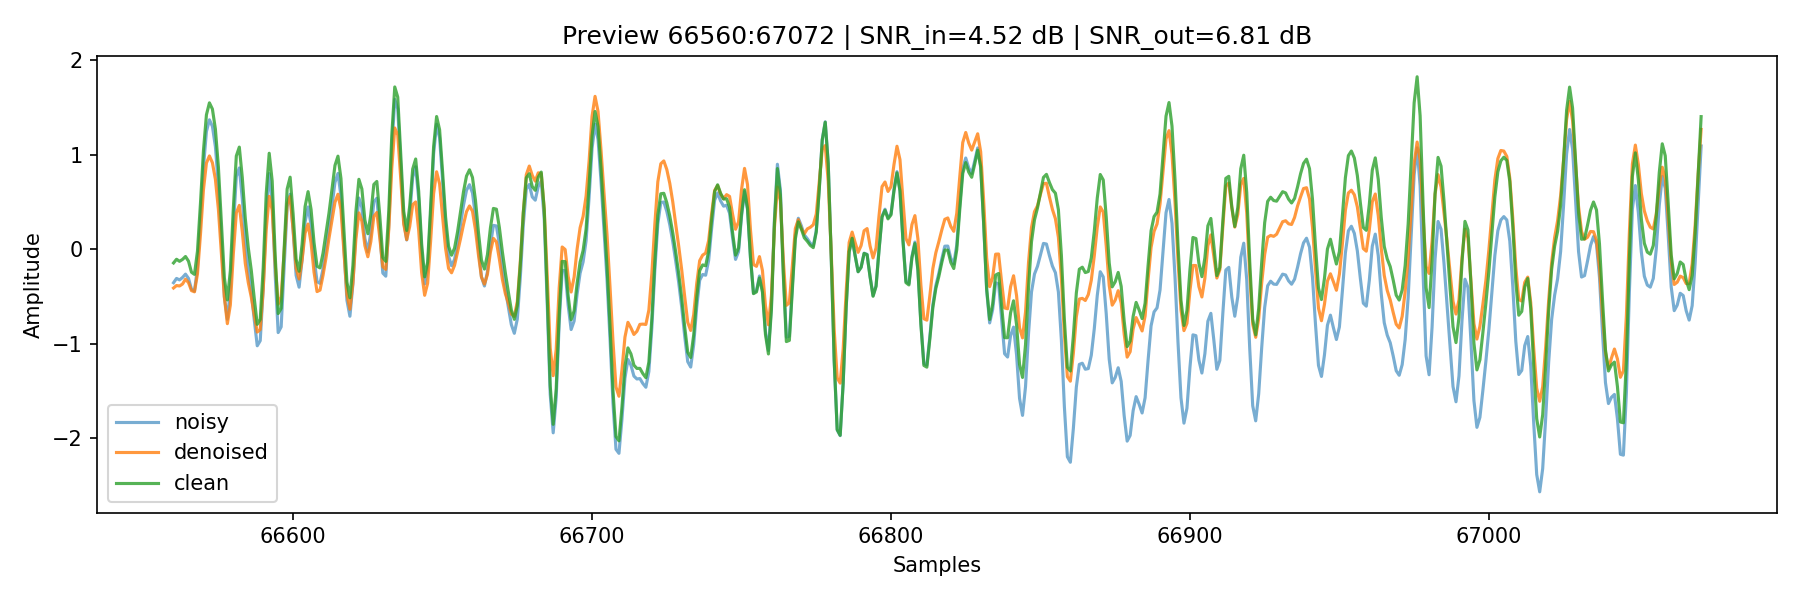 Preview 66560:67072 | SNR_in=4.52 dB | SNR_out=6.81 dB
2
1
0
−1
−2
Amplitude
noisy
denoised
clean
66600 66700 66800 66900 67000
Samples